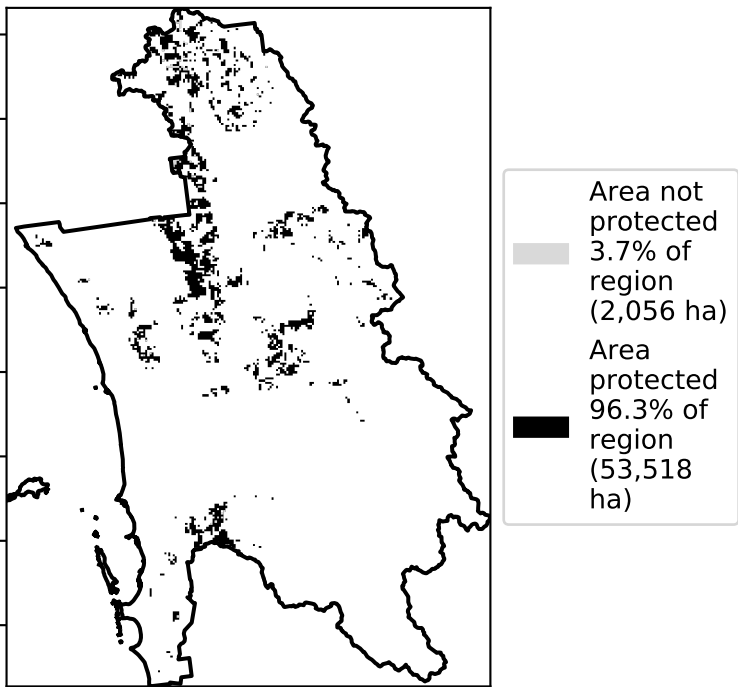 Area not
protected
3.7% of
region
(2,056 ha)
Area
protected
96.3% of
region
(53,518
ha)